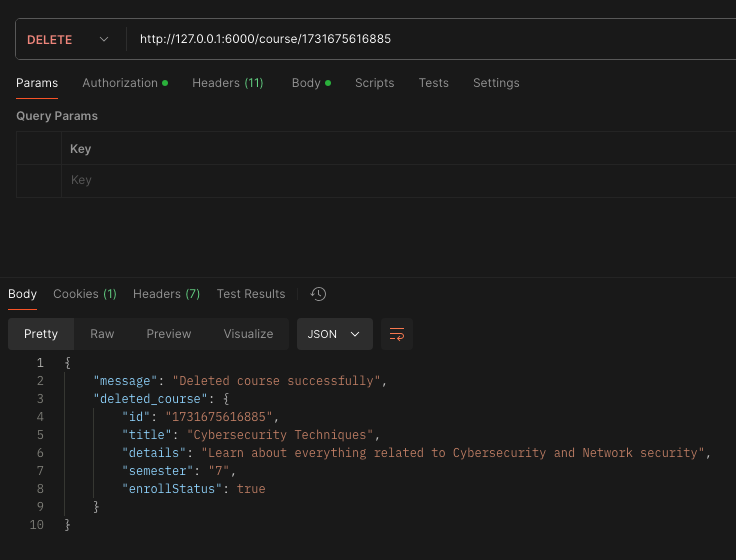 DELETE http://127.0.0.1:6000/course/1731675616885
Params Authorization Headers (11) Body Scripts Tests Settings
Query Params
Key
Key
Body Cookies (1) Headers (7) Test Results
Pretty Raw Preview Visualize JSON
1 {
2 "message": "Deleted course successfully",
3 "deleted_course": {
4 "id": "1731675616885",
5 "title": "Cybersecurity Techniques",
6 "details": "Learn about everything related to Cybersecurity and Network security",
7 "semester": "7",
8 "enrollStatus": true
9 }
10 }